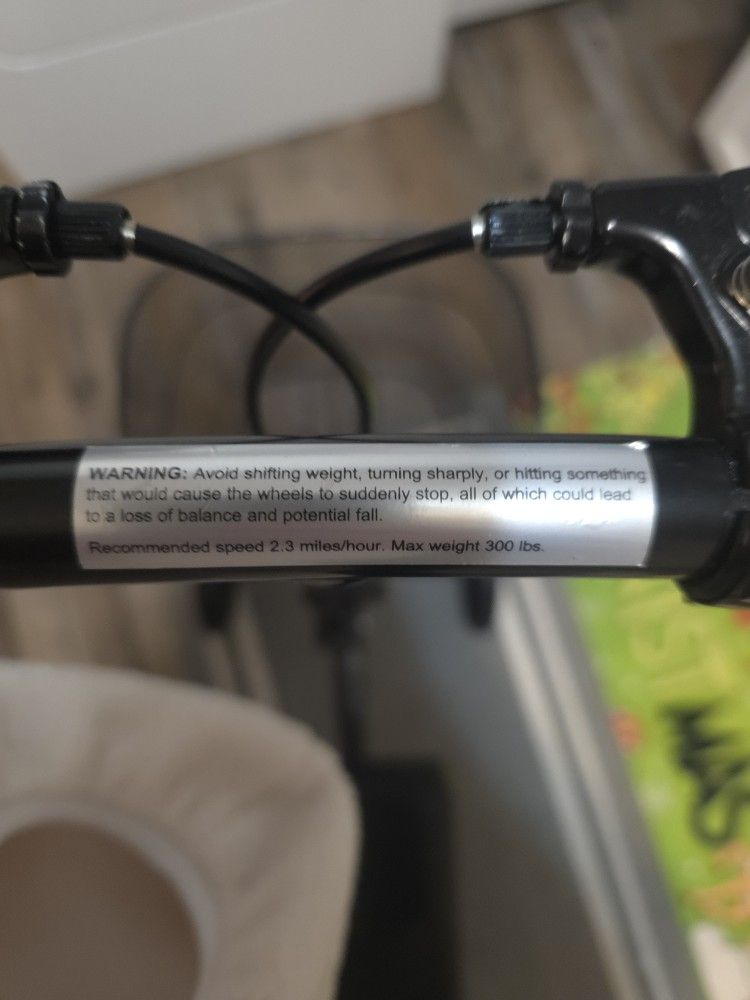 WARNING: Avoid shifting weight, turning sharply, or hitting something
that would cause the wheels to suddenly stop, all of which could lead
to a loss of balance and potential fall.
Recommended speed 2.3 miles/hour. Max weight 300 lbs.
MAS